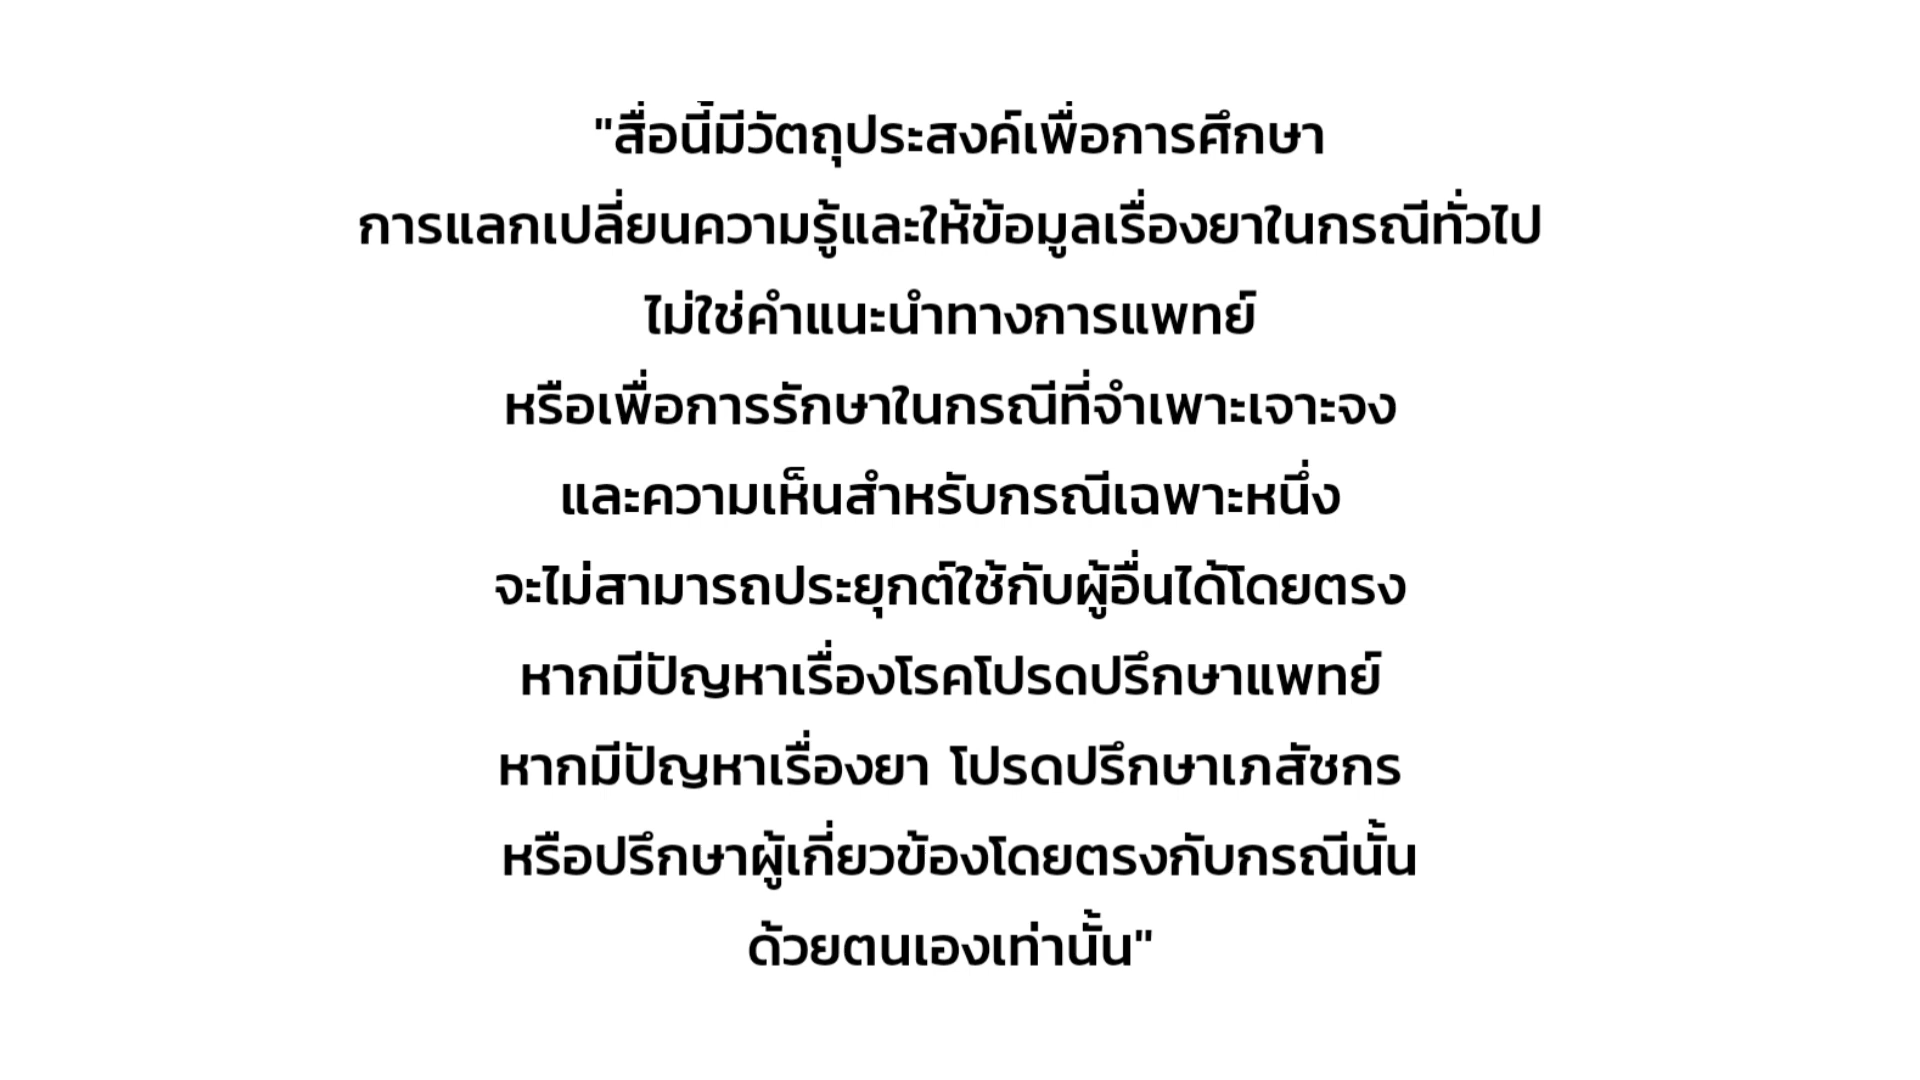 "สื่อนี้มีวัตถุประสงค์เพื่อการศึกษา
การแลกเปลี่ยนความรู้และให้ข้อมูลเรื่องยาในกรณีทั่วไป
ไม่ใช่คำแนะนำทางการแพทย์
หรือเพื่อการรักษาในกรณีที่จำเพาะเจาะจง
และความเห็นสำหรับกรณีเฉพาะหนึ่ง
จะไม่สามารถประยุกต์ใช้กับผู้อื่นได้โดยตรง
หากมีปัญหาเรื่องโรคโปรดปรึกษาแพทย์
หากมีปัญหาเรื่องยา โปรดปรึกษาเภสัชกร
หรือปรึกษาผู้เกี่ยวข้องโดยตรงกับกรณีนั้น
ด้วยตนเองเท่านั้น"